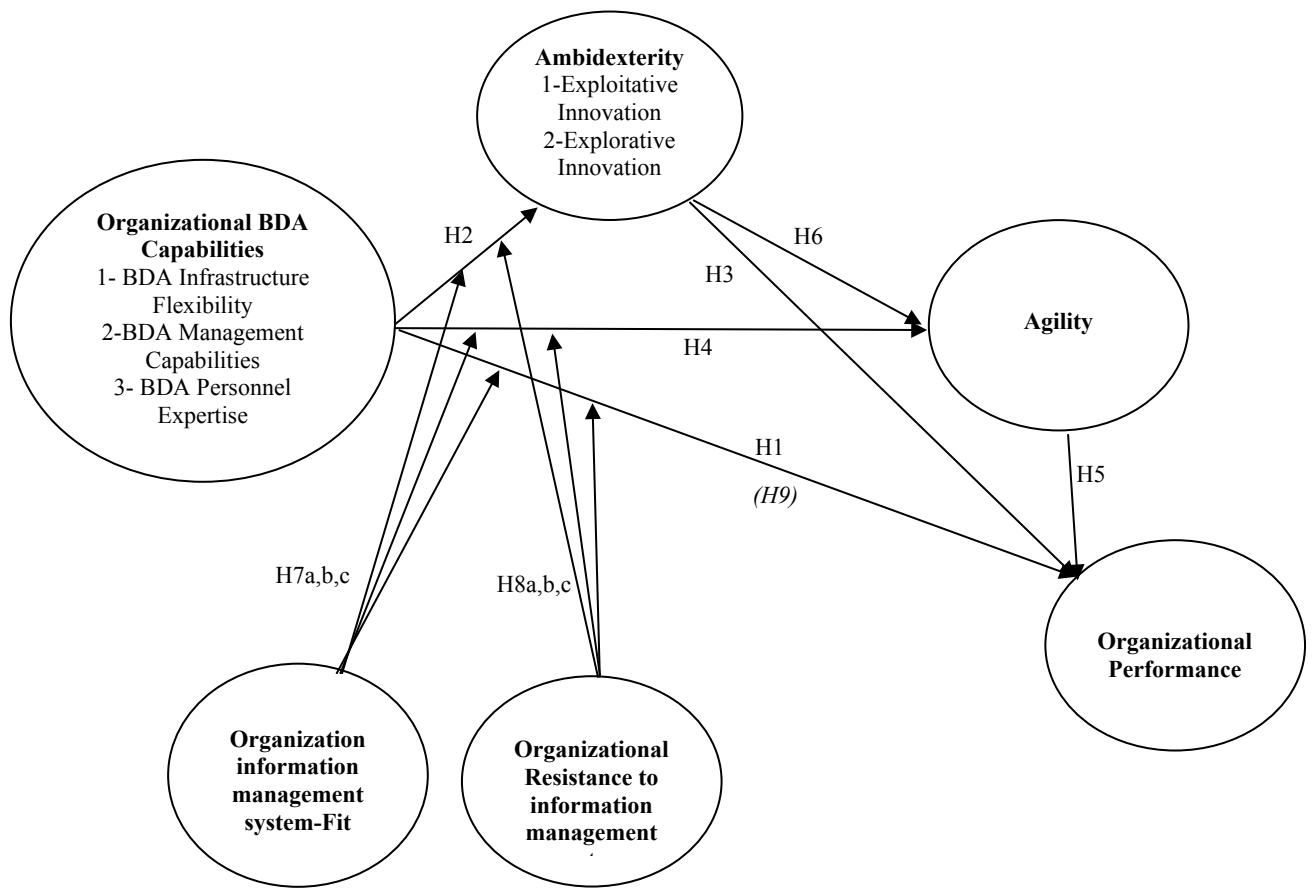 Ambidexterity
1-Exploitative
Innovation
2-Explorative
Innovation
Organizational BDA
Capabilities
1- BDA Infrastructure
Flexibility
2-BDA Management
Capabilities
3- BDA Personnel
Expertise
H2
H6
H3
H4
Agility
H1
(H9)
H5
H7a,b,c
H8a,b,c
Organizational
Performance
Organization
information
management
system-Fit
Organizational
Resistance to
information
management